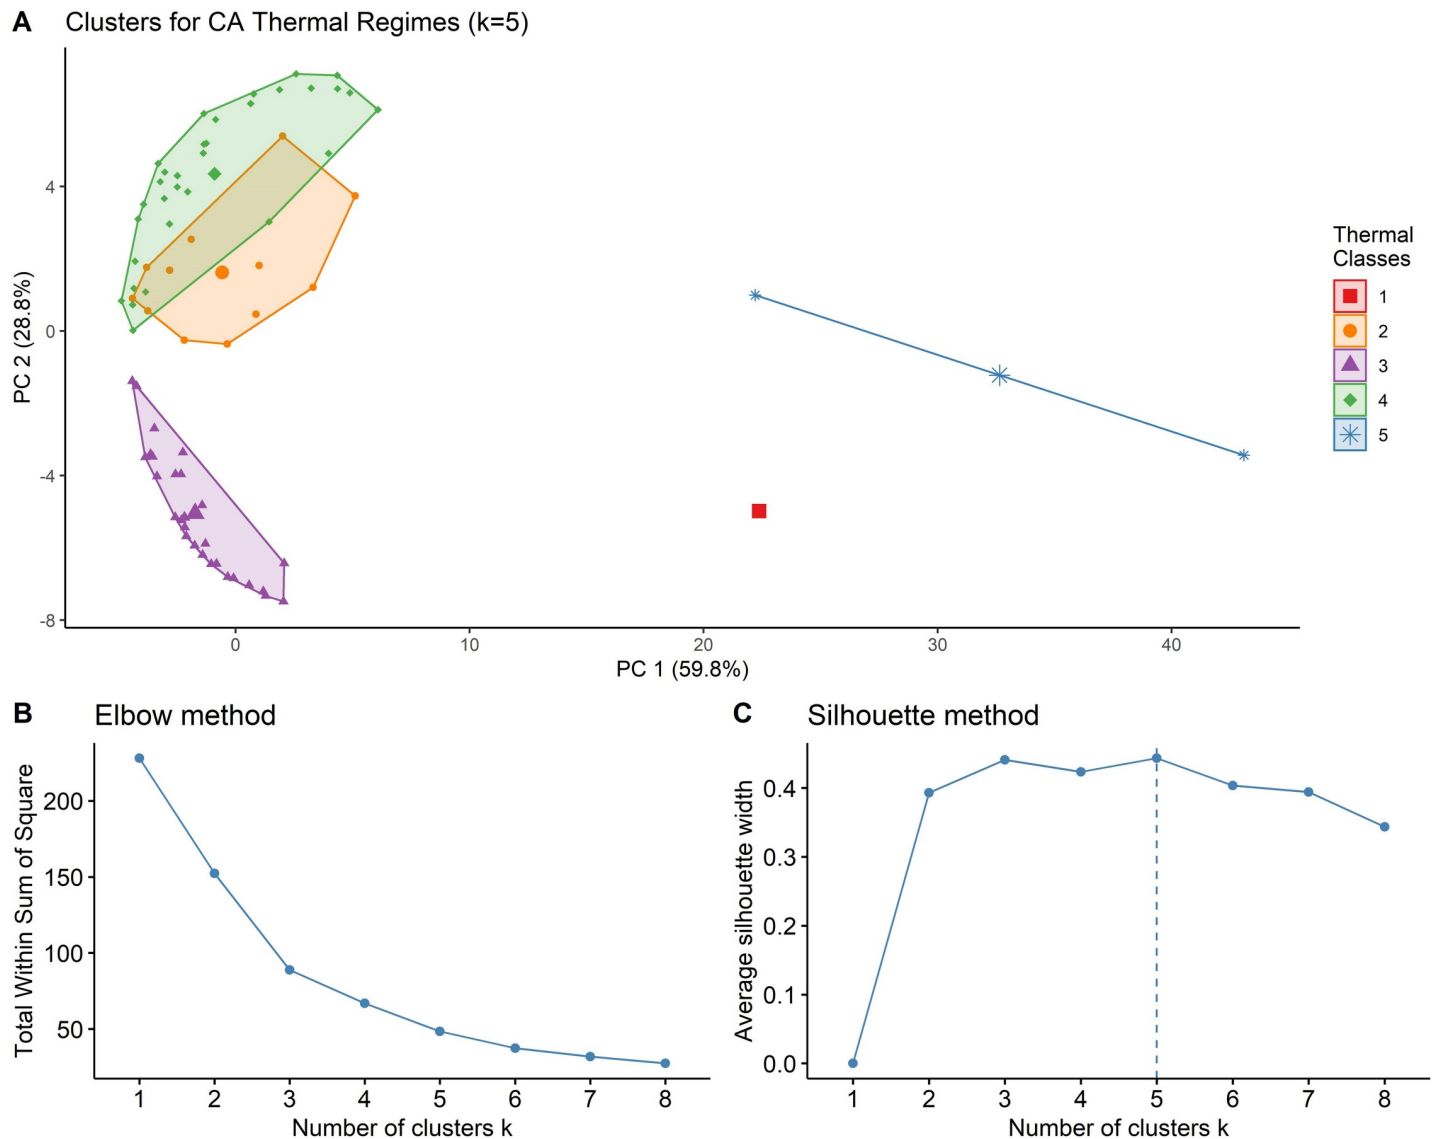 A Clusters for CA Thermal Regimes (k=5)
4
0
-4
-8
PC 2 (28.8%)
0 10 20 30 40
PC 1 (59.8%)
Thermal
Classes
1
2
3
4
5
B Elbow method
200
150
100
50
Total Within Sum of Square
1 2 3 4 5 6 7 8
Number of clusters k
C Silhouette method
0.4
0.3
0.2
0.1
0.0
Average silhouette width
1 2 3 4 5 6 7 8
Number of clusters k